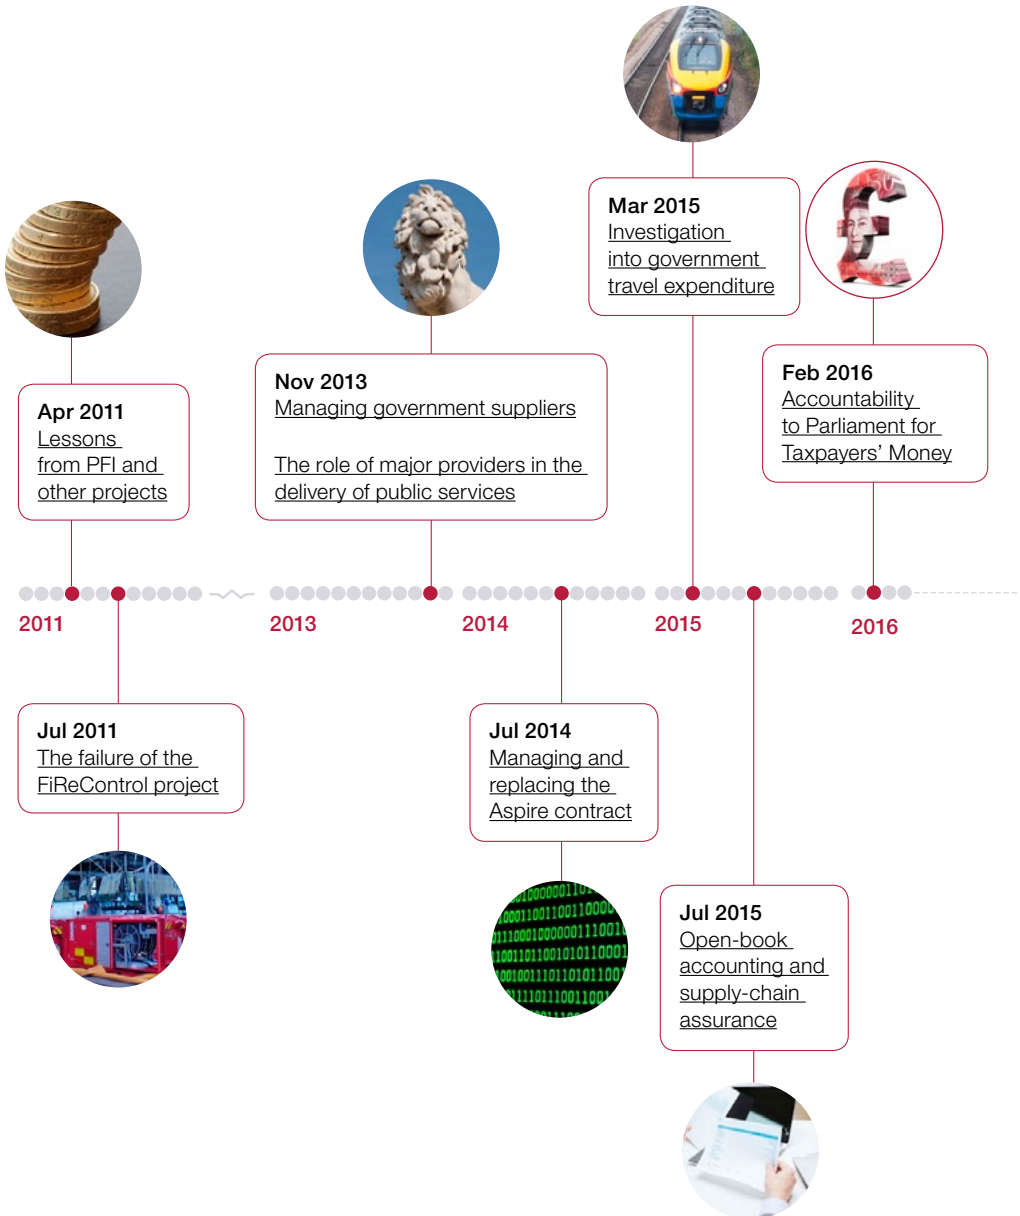 Mar 2015
Investigation
into government
travel expenditure
Feb 2016
Accountability
to Parliament for
Taxpayers' Money
Nov 2013
Managing government suppliers
The role of major providers in the
delivery of public services
Apr 2011
Lessons
from PFI and
other projects
2011
2013
2014
2015
2016
Jul 2011
The failure of the
FiReControl project
Jul 2014
Managing and
replacing the
Aspire contract
Jul 2015
Open-book
accounting and
supply-chain
assurance